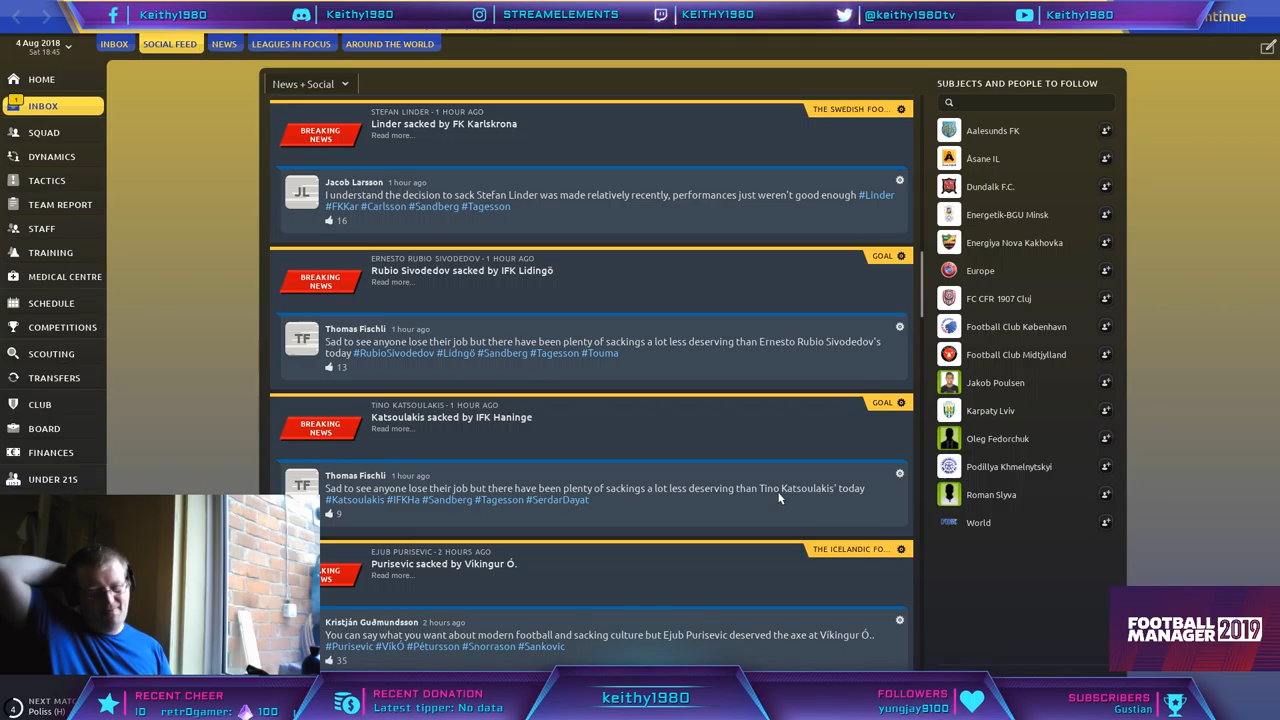 Keithy1980
Keithy1980
STREAMELEMENTS
KEITHY1980
@keithy1980tv
Keithy1980
ntinue
4 Aug 2018
Sat 18:45
INBOX
SOCIAL FEED
NEWS
LEAGUES IN FOCUS
AROUND THE WORLD
HOME
1
INBOX
SQUAD
DYNAMICS
TACTICS
TEAM REPORT
STAFF
TRAINING
MEDICAL CENTRE
SCHEDULE
COMPETITIONS
SCOUTING
TRANSFERS
CLUB
BOARD
FINANCES
UNDER 21S
News + Social
STEFAN LINDER - 1 HOUR AGO
THE SWEDISH FOO...
BREAKING
NEWS
Linder sacked by FK Karlskrona
Read more...
JL
Jacob Larsson 1 hour ago
I understand the decision to sack Stefan Linder was made relatively recently, performances just weren't good enough #Linder
#FKKar #Carlsson #Sandberg #Tagesson
16
ERNESTO RUBIO SIVODEDOV - 1 HOUR AGO
GOAL
BREAKING
NEWS
Rubio Sivodedov sacked by IFK Lidingö
Read more...
TF
Thomas Fischli 1 hour ago
Sad to see anyone lose their job but there have been plenty of sackings a lot less deserving than Ernesto Rubio Sivodedov's
today #RubioSivodedov #Lidngö #Sandberg #Tagesson #Touma
13
TINO KATSOULAKIS - 1 HOUR AGO
GOAL
BREAKING
NEWS
Katsoulakis sacked by IFK Haninge
Read more...
TF
Thomas Fischli 1 hour ago
Sad to see anyone lose their job but there have been plenty of sackings a lot less deserving than Tino Katsoulakis' today
#Katsoulakis #IFKHa #Sandberg #Tagesson #SerdarDayat
9
EJUB PURISEVIC - 2 HOURS AGO
THE ICELANDIC FO...
KING
WS
Purisevic sacked by Víkingur Ó.
Read more...
Kristján Guðmundsson 2 hours ago
You can say what you want about modern football and sacking culture but Ejub Purisevic deserved the axe at Víkingur Ó..
#Purisevic #VíkÓ #Pétursson #Snorrason #Sankovic
35
SUBJECTS AND PEOPLE TO FOLLOW
Aalesunds FK
Åsane IL
Dundalk F.C.
Energetik-BGU Minsk
Energiya Nova Kakhovka
Europe
FC CFR 1907 Cluj
Football Club København
Football Club Midtjylland
Jakob Poulsen
Karpaty Lviv
Oleg Fedorchuk
Podillya Khmelnytskyi
Roman Slyva
World
FOOTBALL
MANAGER 2019
NEXT MATC
Poliss (H)
RECENT CHEER
retr0gamer: 100
RECENT DONATION
Latest tipper: No data
keithy1980
FOLLOWERS
yungjay9100
SUBSCRIBERS
Gustian